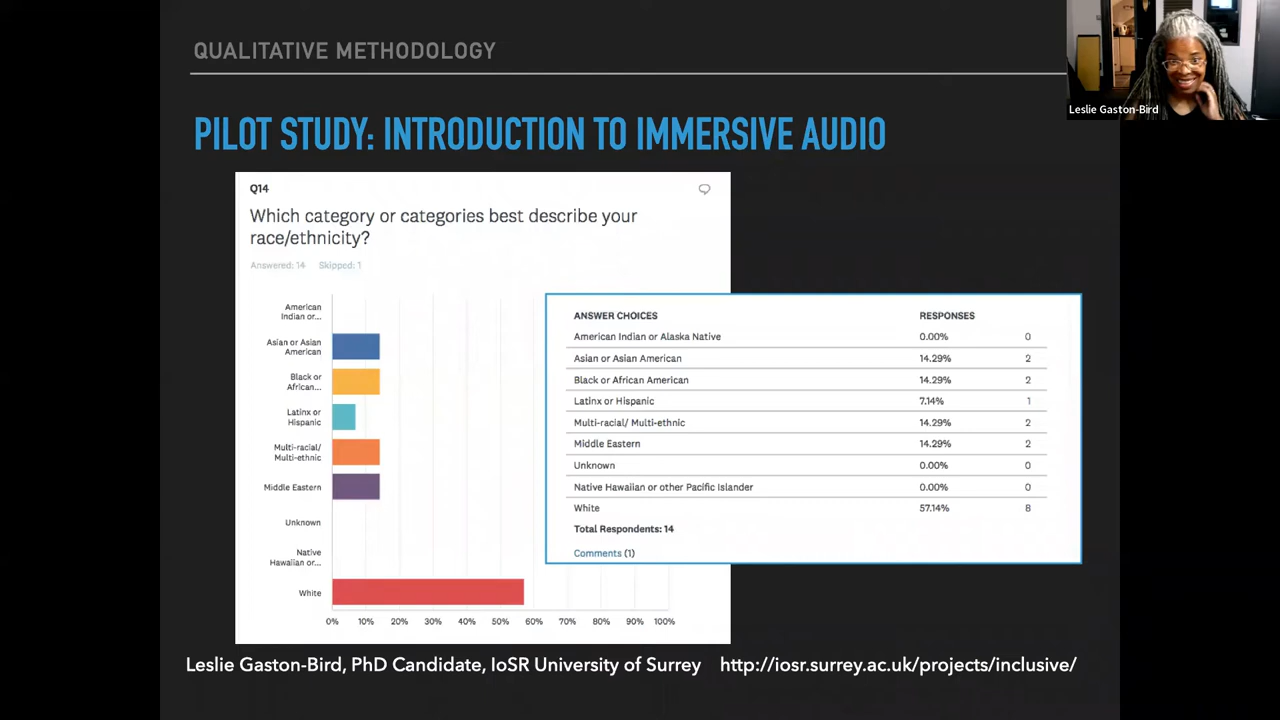 QUALITATIVE METHODOLOGY
Leslie Gaston-Bird
PILOT STUDY: INTRODUCTION TO IMMERSIVE AUDIO
Q14
Which category or categories best describe your
race/ethnicity?
Answered: 14 Skipped: 1
American
Indian or...
Asian or Asian
American
Black or
African...
Latinx or
Hispanic
Multi-racial/
Multi-ethnic
Middle Eastern
Unknown
Native
Hawaiian or...
White
0% 10% 20% 30% 40% 50% 60% 70% 80% 90% 100%
ANSWER CHOICES RESPONSES
American Indian or Alaska Native 0.00% 0
Asian or Asian American 14.29% 2
Black or African American 14.29% 2
Latinx or Hispanic 7.14% 1
Multi-racial/ Multi-ethnic 14.29% 2
Middle Eastern 14.29% 2
Unknown 0.00% 0
Native Hawaiian or other Pacific Islander 0.00% 0
White 57.14% 8
Total Respondents: 14
Comments (1)
Leslie Gaston-Bird, PhD Candidate, IoSR University of Surrey http://iosr.surrey.ac.uk/projects/inclusive/